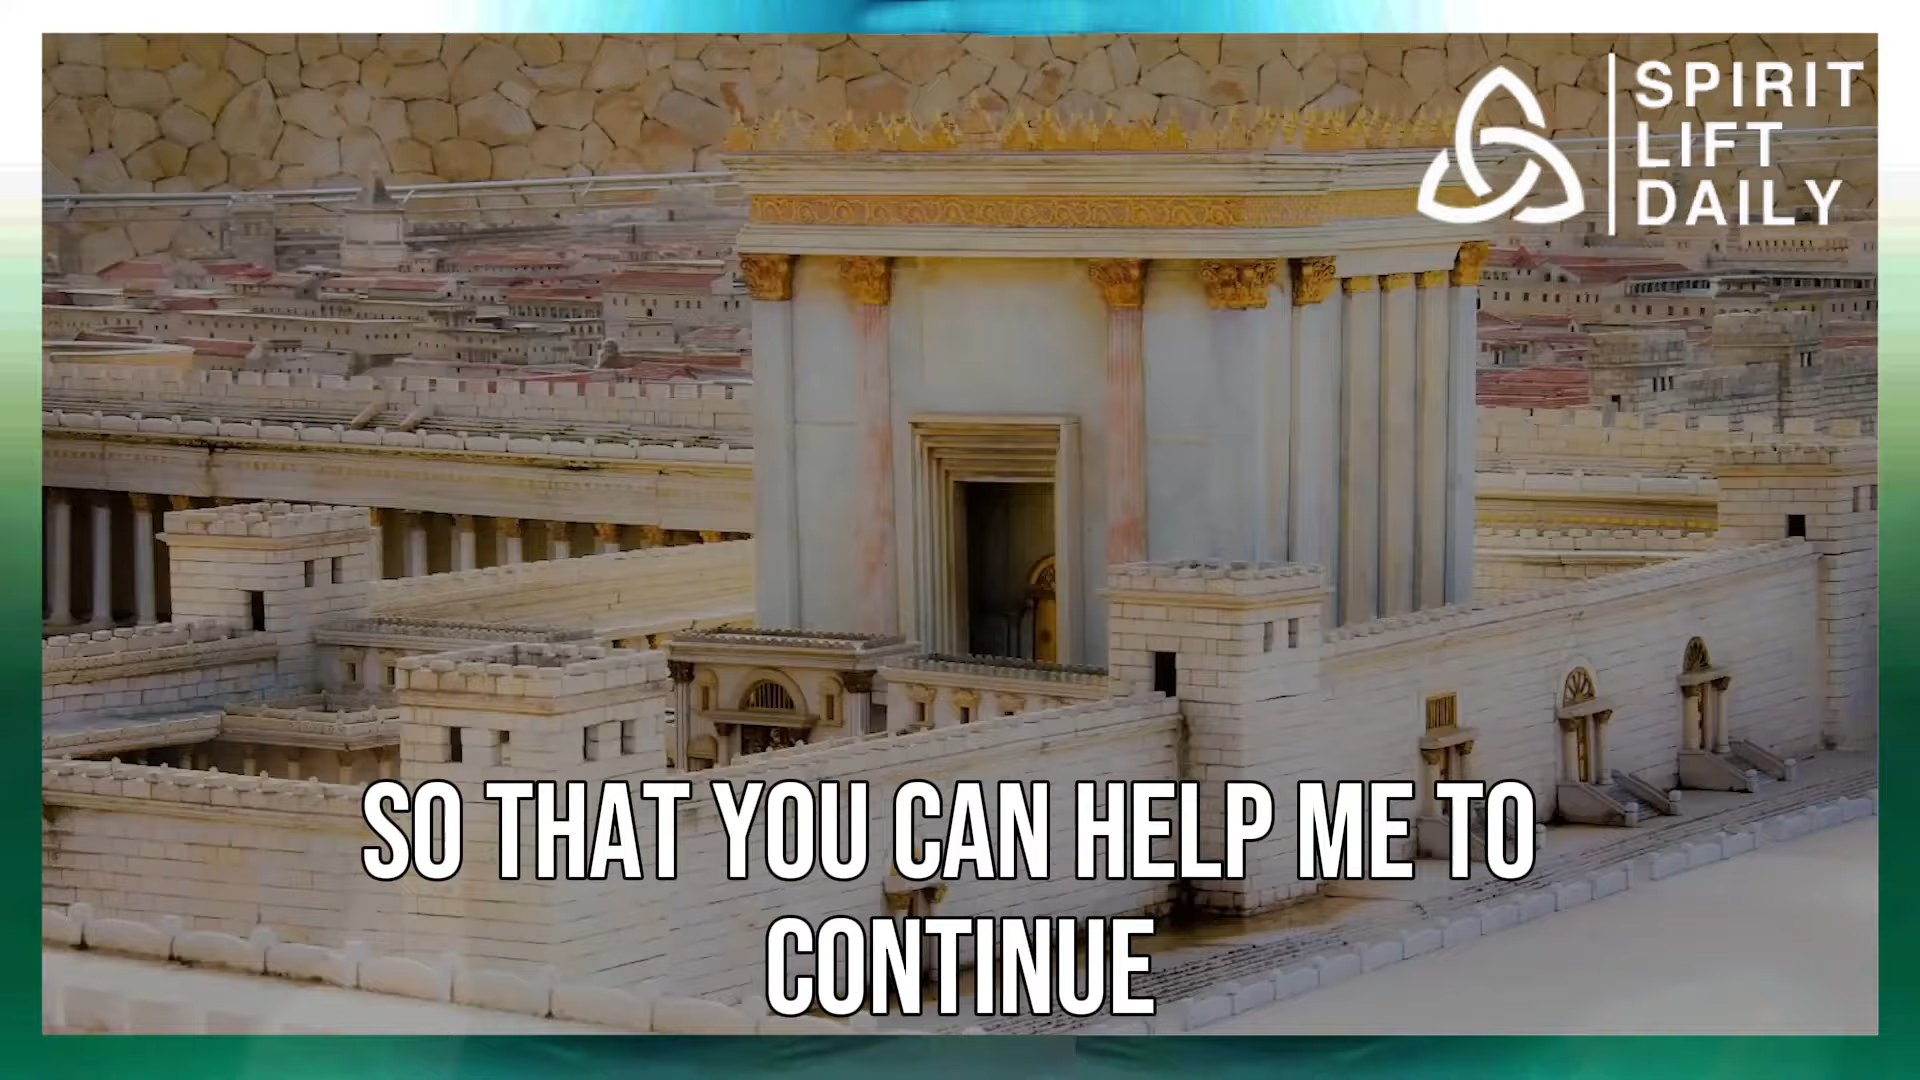 SPIRIT
LIFT
DAILY
SO THAT YOU CAN HELP ME TO
CONTINUE